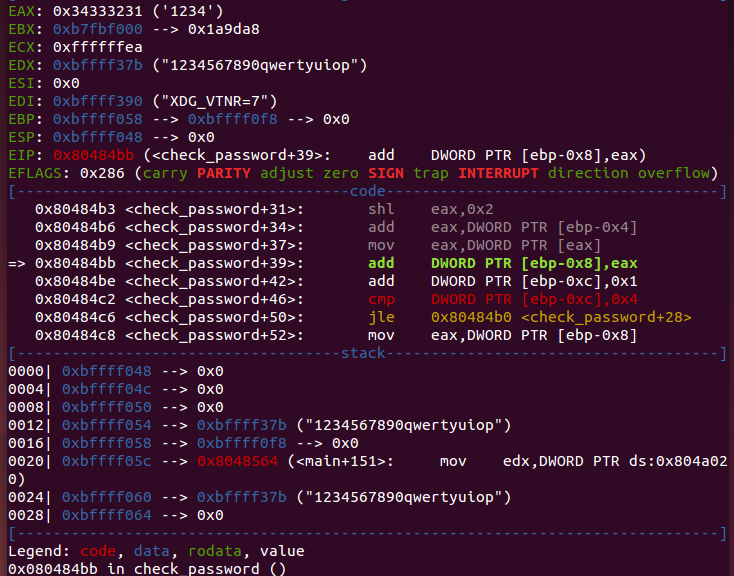 EAX: 0x34333231 ('1234')
EBX: 0xb7fbf000 --> 0x1a9da8
ECX: 0xffffffea
EDX: 0xbffff37b ("1234567890qwertyuiop")
ESI: 0x0
EDI: 0xbffff390 ("XDG_VTNR=7")
EBP: 0xbffff058 --> 0xbffff0f8 --> 0x0
ESP: 0xbffff048 --> 0x0
EIP: 0x80484bb (<check_password+39>:    add    DWORD PTR [ebp-0x8],eax)
EFLAGS: 0x286 (carry PARITY adjust zero SIGN trap INTERRUPT direction overflow)
[-------------------------------------code-------------------------------------]
   0x80484b3 <check_password+31>:       shl    eax,0x2
   0x80484b6 <check_password+34>:       add    eax,DWORD PTR [ebp-0x4]
   0x80484b9 <check_password+37>:       mov    eax,DWORD PTR [eax]
=> 0x80484bb <check_password+39>:       add    DWORD PTR [ebp-0x8],eax
   0x80484be <check_password+42>:       add    DWORD PTR [ebp-0xc],0x1
   0x80484c2 <check_password+46>:       cmp    DWORD PTR [ebp-0xc],0x4
   0x80484c6 <check_password+50>:       jle    0x80484b0 <check_password+28>
   0x80484c8 <check_password+52>:       mov    eax,DWORD PTR [ebp-0x8]
[------------------------------------stack-------------------------------------]
0000| 0xbffff048 --> 0x0
0004| 0xbffff04c --> 0x0
0008| 0xbffff050 --> 0x0
0012| 0xbffff054 --> 0xbffff37b ("1234567890qwertyuiop")
0016| 0xbffff058 --> 0xbffff0f8 --> 0x0
0020| 0xbffff05c --> 0x8048564 (<main+151>:     mov    edx,DWORD PTR ds:0x804a02
0)
0024| 0xbffff060 --> 0xbffff37b ("1234567890qwertyuiop")
0028| 0xbffff064 --> 0x0
[------------------------------------------------------------------------------]
Legend: code, data, rodata, value
0x080484bb in check_password ()